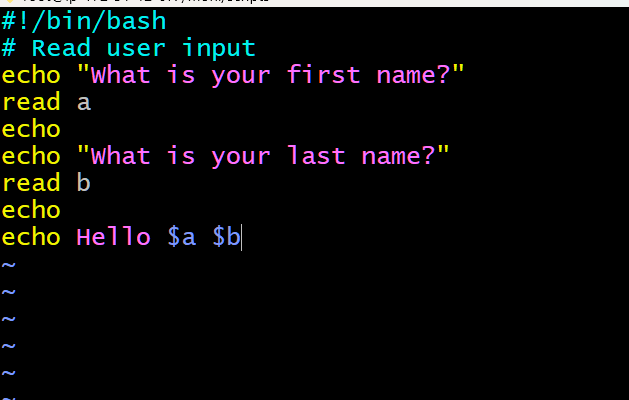 #!/bin/bash
# Read user input
echo "What is your first name?"
read a
echo
echo "What is your last name?"
read b
echo
echo Hello $a $b
~
~
~
~
~
~